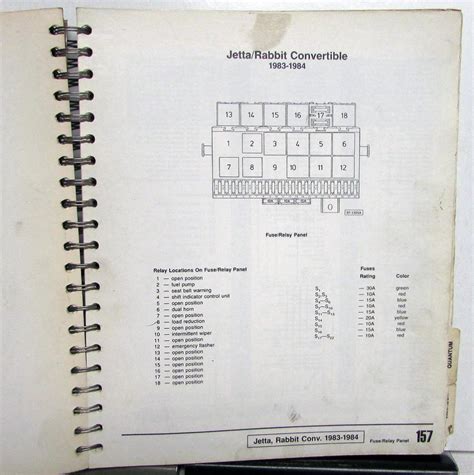 Jetta/Rabbit Convertible
1983-1984
13 14 15 16 17 18
1 2 3 4 5 6
7 8 9 10 11 12
O
Fuse/Relay Panel
Relay Locations On Fuse/Relay Panel
1 — open position
2 — fuel pump
3 — seat belt warning
4 — shift indicator control unit
5 — open position
6 — dual horn
7 — open position
8 — load reduction
9 — open position
10 — intermittent wiper
11 — open position
12 — emergency flasher
13 — open position
14 — open position
15 — open position
16 — open position
17 — open position
18 — open position
Fuses
Rating Color
S1 — 30A green
— 10A red
— 15A blue
— 10A red
— 15A blue
— 20A yellow
— 10A red
— 15A blue
— 10A red
QUANTUM
Jetta, Rabbit Conv. 1983-1984
Fuse/Relay Panel 157